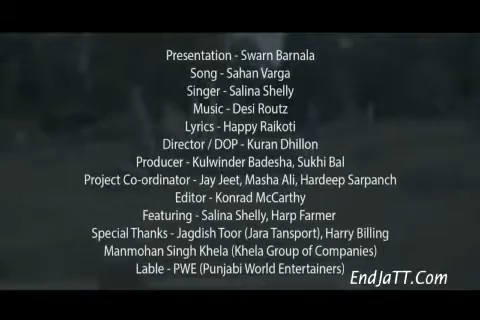 Presentation - Swarn Barnala
Song - Sahan Varga
Singer - Salina Shelly
Music - Desi Routz
Lyrics - Happy Raikoti
Director / DOP - Kuran Dhillon
Producer - Kulwinder Badesha, Sukhi Bal
Project Co-ordinator - Jay Jeet, Masha Ali, Hardeep Sarpanch
Editor - Konrad McCarthy
Featuring - Salina Shelly, Harp Farmer
Special Thanks - Jagdish Toor (Jara Tansport), Harry Billing
Manmohan Singh Khela (Khela Group of Companies)
Lable - PWE (Punjabi World Entertainers)
EndJaTT.Com